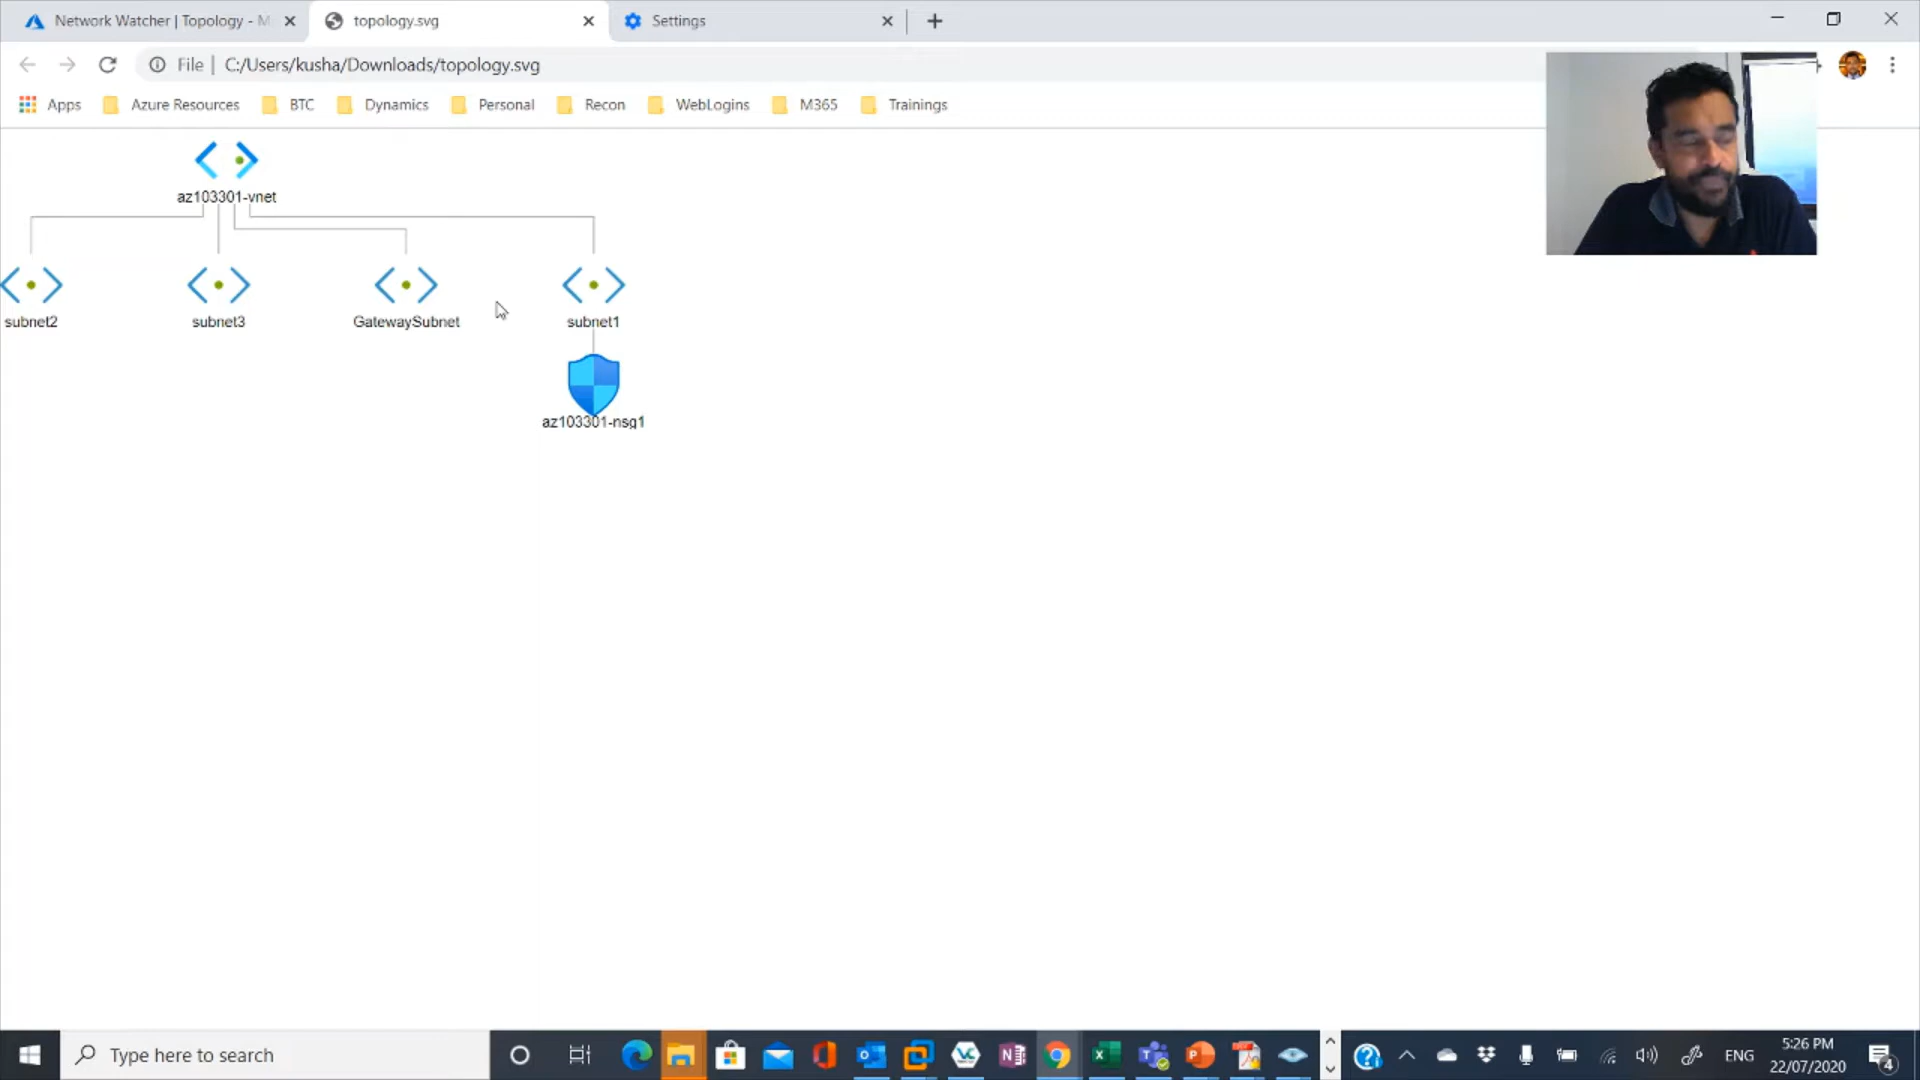 Network Watcher | Topology - M
topology.svg
Settings
File
C:/Users/kusha/Downloads/topology.svg
Apps
Azure Resources
BTC
Dynamics
Personal
Recon
WebLogins
M365
Trainings
az103301-vnet
subnet2
subnet3
GatewaySubnet
subnet1
az103301-nsg1
Type here to search
ENG
5:26 PM
22/07/2020
4